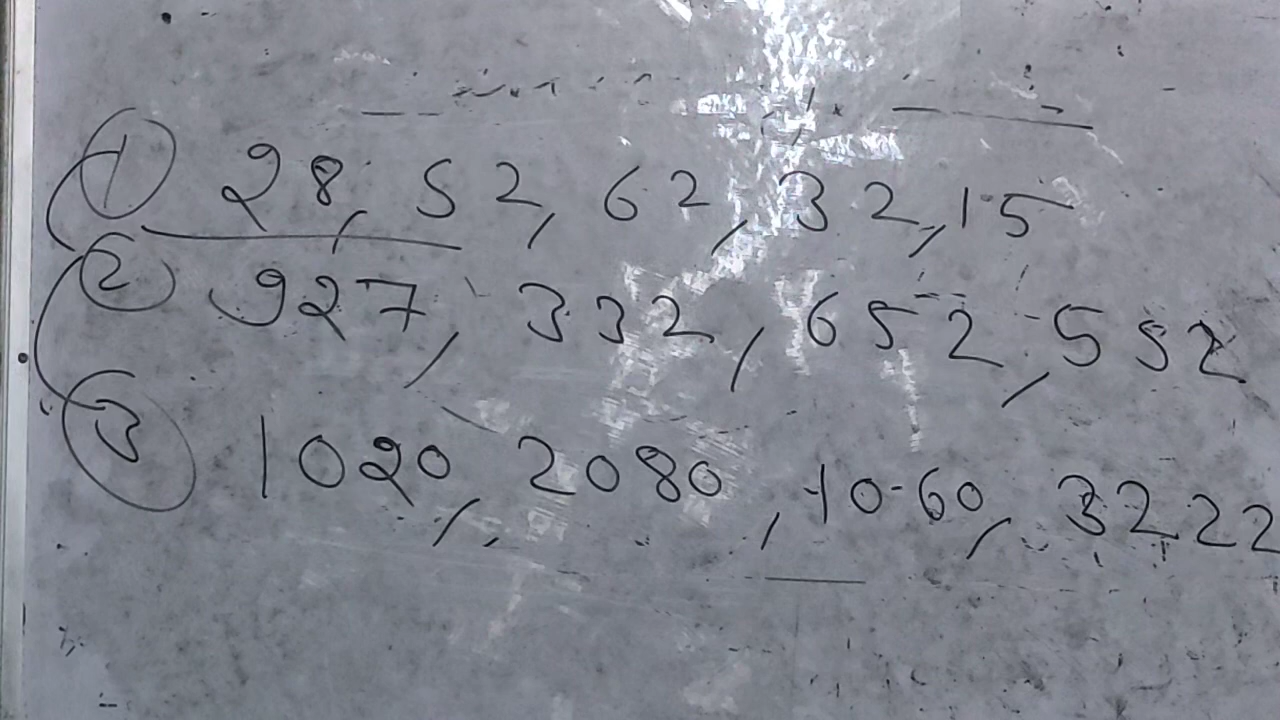 1 28, 52, 62, 32, 15
2 927, 332, 652, 552
3 1020, 2080, 1060, 3222